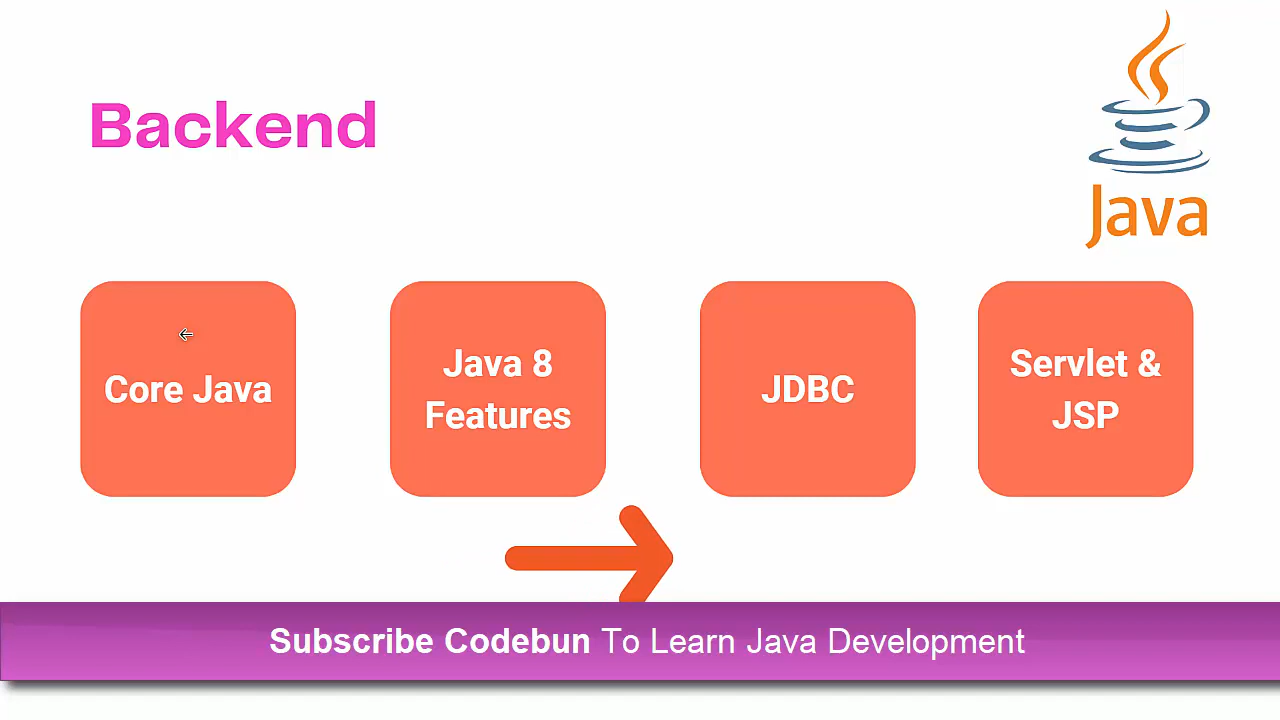 Backend
Java
Core Java
Java 8
Features
JDBC
Servlet &
JSP
Subscribe Codebun To Learn Java Development